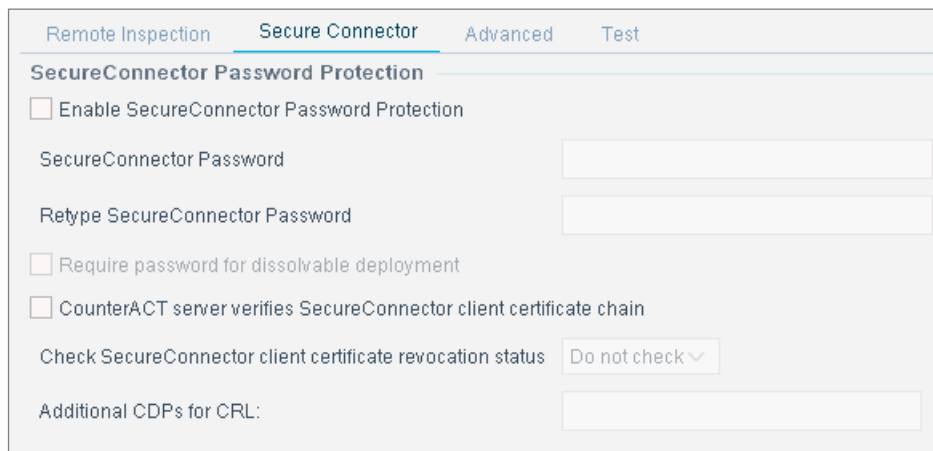 Remote Inspection Secure Connector Advanced Test
SecureConnector Password Protection
Enable SecureConnector Password Protection
SecureConnector Password
Retype SecureConnector Password
Require password for dissolvable deployment
CounterACT server verifies SecureConnector client certificate chain
Check SecureConnector client certificate revocation status Do not check
Additional CDPs for CRL: